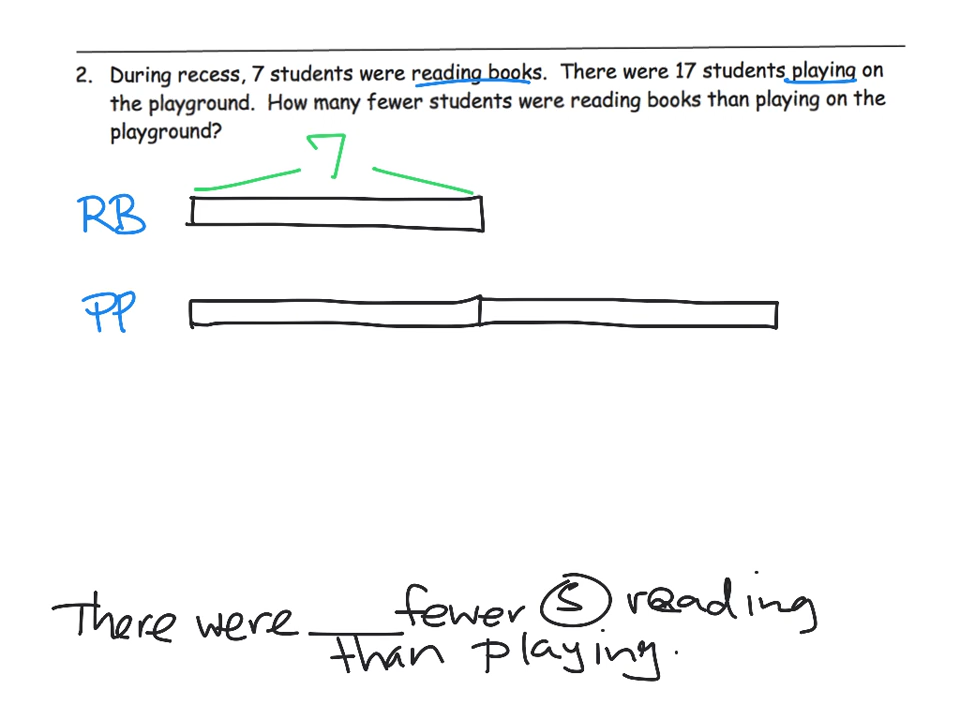 2. During recess, 7 students were reading books. There were 17 students playing on
the playground. How many fewer students were reading books than playing on the
playground?
7
RB
PP
There were ___ fewer S reading
than playing.